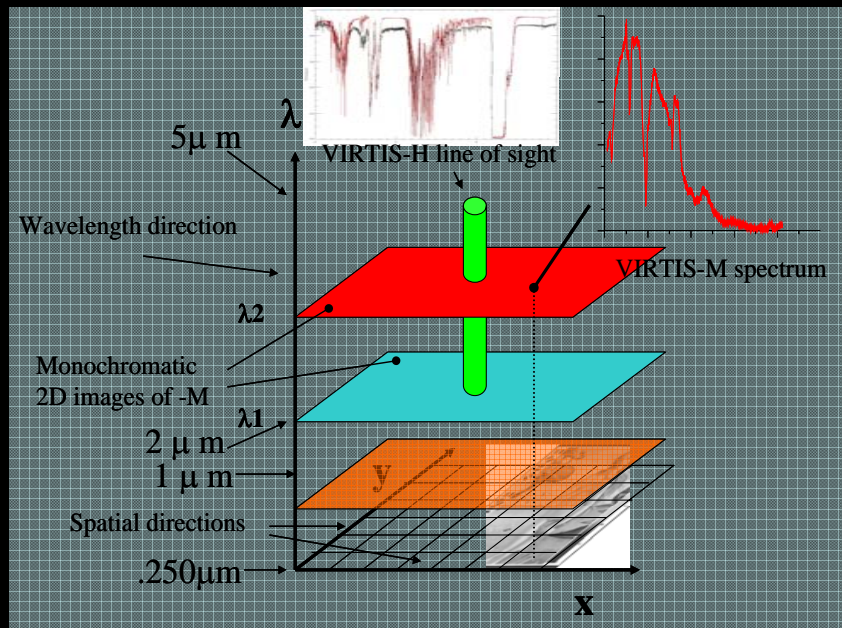 λ
5μ m
VIRTIS-H line of sight
Wavelength direction
VIRTIS-M spectrum
λ2
Monochromatic
2D images of -M
λ1
2 μ m
1 μ m
y
Spatial directions
.250μm
x